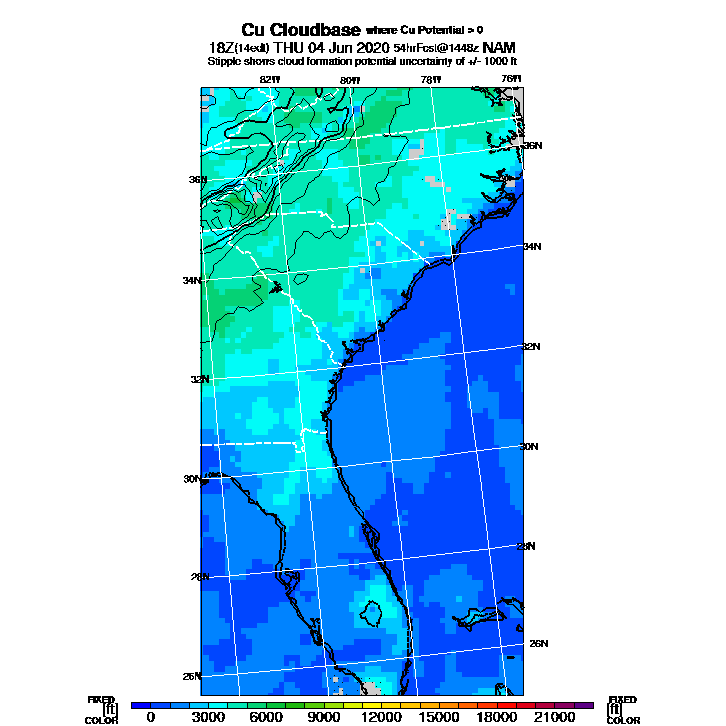 Cu Cloudbase where Cu Potential > 0
18Z(14edt) THU 04 Jun 2020 54hrFcst@1448z NAM
Stipple shows cloud formation potential uncertainty of +/- 1000 ft
82W 80W 78W 76W
36N
36N
34N
34N
32N
32N
30N
30N
28N
28N
26N
26N
FIXED FIXED
[ft] [ft]
COLOR 0 3000 6000 9000 12000 15000 18000 21000 COLOR